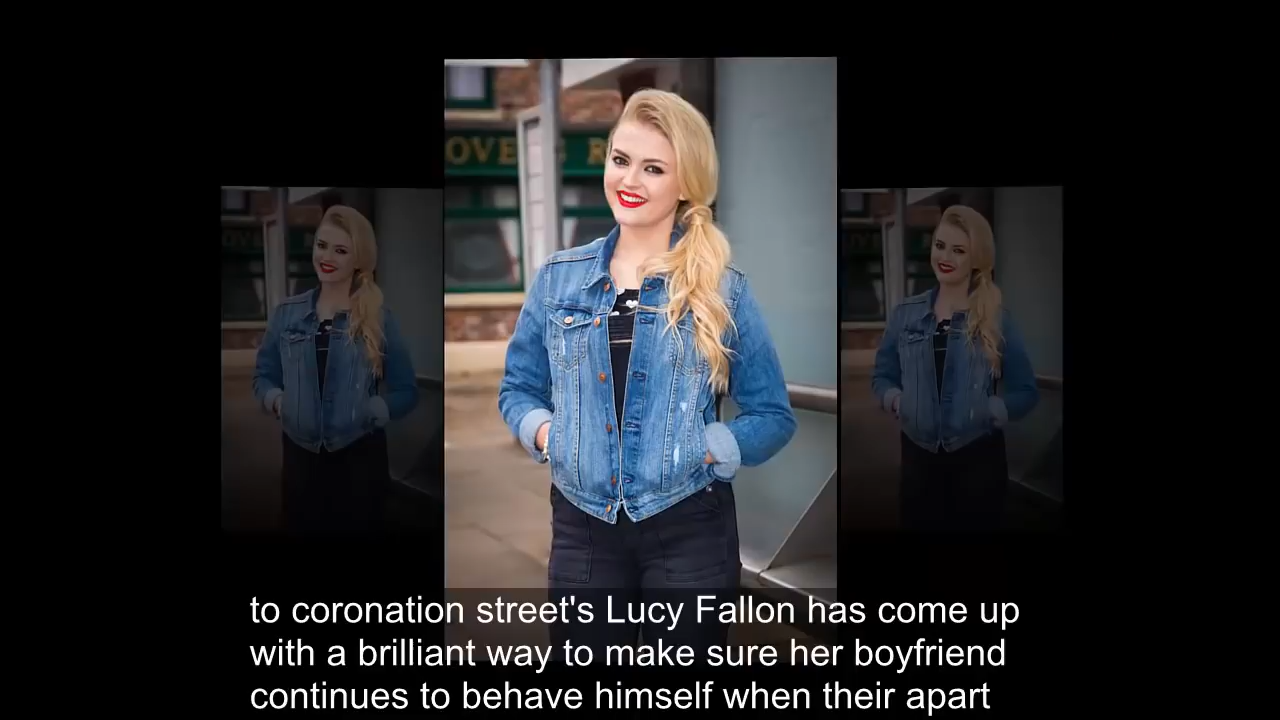 OVE S R
to coronation street's Lucy Fallon has come up
with a brilliant way to make sure her boyfriend
continues to behave himself when their apart